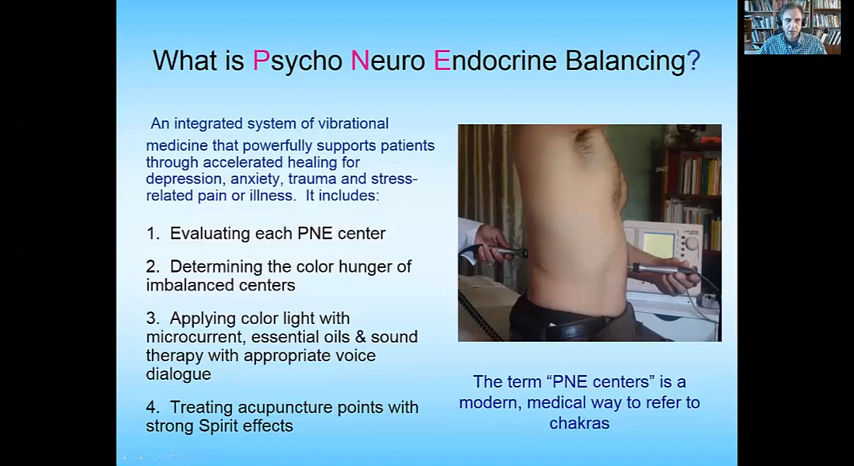 What is Psycho Neuro Endocrine Balancing?
An integrated system of vibrational
medicine that powerfully supports patients
through accelerated healing for
depression, anxiety, trauma and stress-
related pain or illness.  It includes:
1.  Evaluating each PNE center
2.  Determining the color hunger of
imbalanced centers
3.  Applying color light with
microcurrent, essential oils & sound
therapy with appropriate voice
dialogue
4.  Treating acupuncture points with
strong Spirit effects
The term “PNE centers” is a
modern, medical way to refer to
chakras